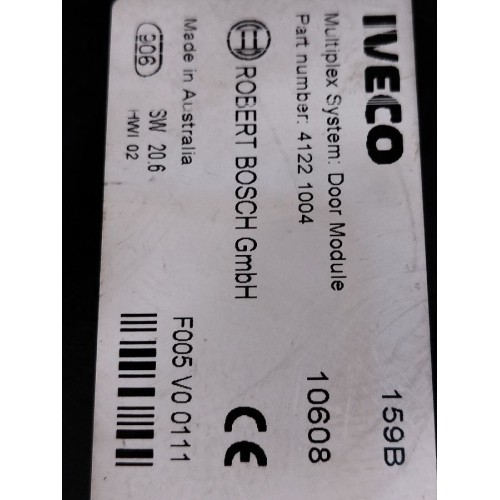 IVECO
159B
Multiplex System: Door Module
Part number: 4122 1004
10608
ROBERT BOSCH GmbH
CE
Made in Australia
F005 V0 0111
906
SW 20.6
HWI 02